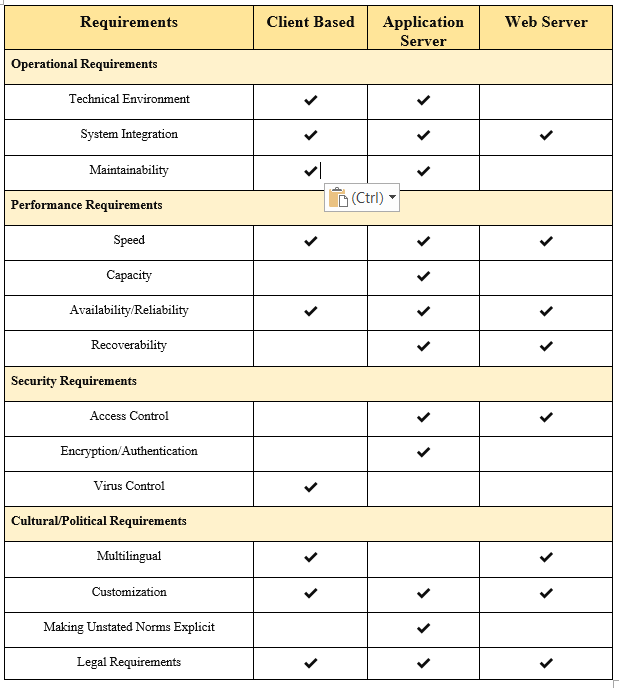 Requirements Client Based Application Server Web Server
Operational Requirements
Technical Environment ✔ ✔
System Integration ✔ ✔ ✔
Maintainability ✔ ✔
(Ctrl)
Performance Requirements
Speed ✔ ✔ ✔
Capacity ✔
Availability/Reliability ✔ ✔ ✔
Recoverability ✔ ✔
Security Requirements
Access Control ✔ ✔
Encryption/Authentication ✔
Virus Control ✔
Cultural/Political Requirements
Multilingual ✔ ✔
Customization ✔ ✔ ✔
Making Unstated Norms Explicit ✔
Legal Requirements ✔ ✔ ✔